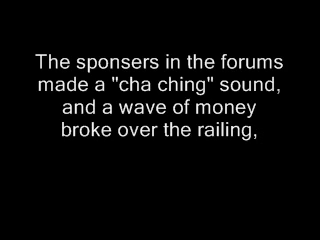 The sponsers in the forums
made a "cha ching" sound,
and a wave of money
broke over the railing,